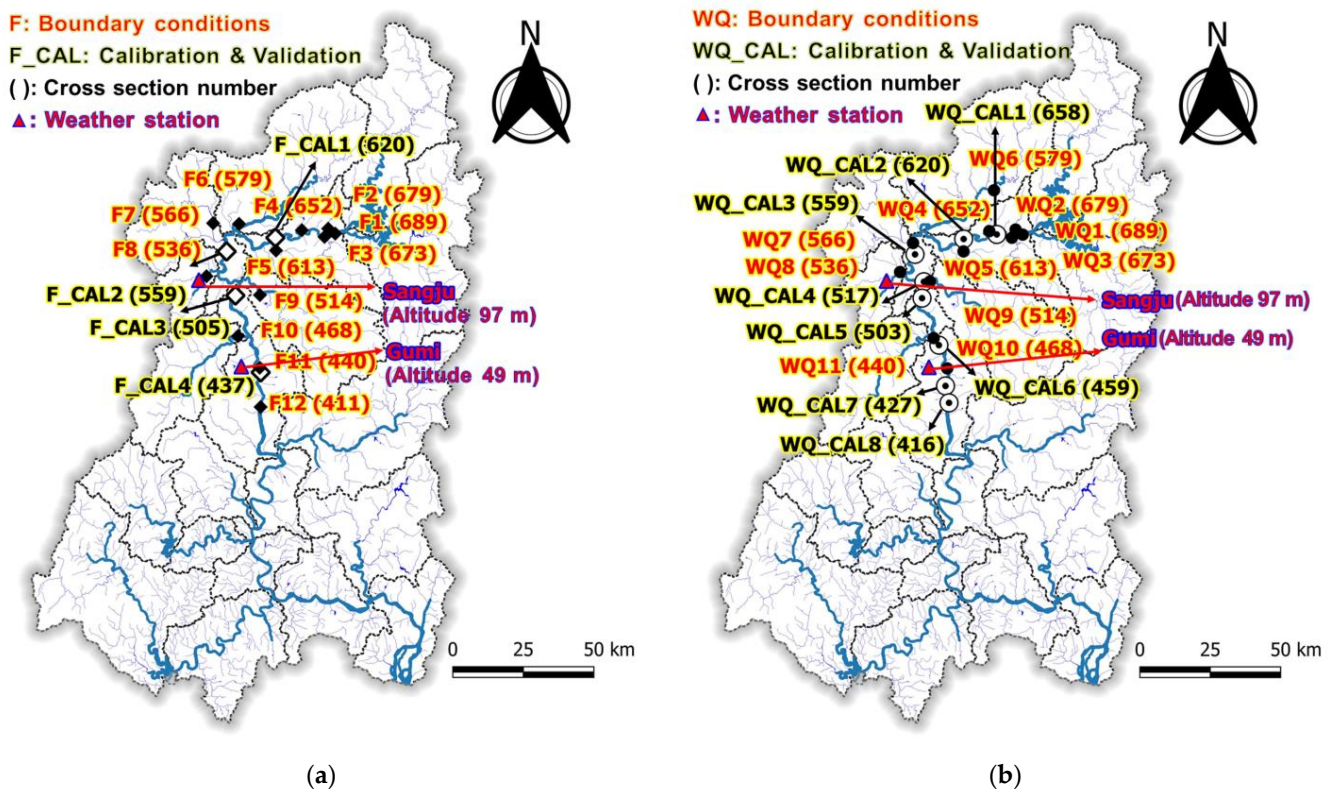 F: Boundary conditions
F_CAL: Calibration & Validation
( ): Cross section number
▲: Weather station
N
F_CAL1 (620)
F6 (579)
F4 (652)
F2 (679)
F7 (566)
F1 (689)
F8 (536)
F3 (673)
F5 (613)
F_CAL2 (559)
F9 (514)
Sangju
(Altitude 97 m)
F_CAL3 (505)
F10 (468)
F11 (440)
Gumi
(Altitude 49 m)
F_CAL4 (437)
F12 (411)
0 25 50 km
(a)
WQ: Boundary conditions
WQ_CAL: Calibration & Validation
( ): Cross section number
▲: Weather station
N
WQ_CAL1 (658)
WQ_CAL2 (620)
WQ6 (579)
WQ_CAL3 (559)
WQ4 (652)
WQ2 (679)
WQ7 (566)
WQ1 (689)
WQ8 (536)
WQ5 (613)
WQ3 (673)
WQ_CAL4 (517)
Sangju (Altitude 97 m)
WQ9 (514)
WQ_CAL5 (503)
Gumi (Altitude 49 m)
WQ10 (468)
WQ11 (440)
WQ_CAL6 (459)
WQ_CAL7 (427)
WQ_CAL8 (416)
0 25 50 km
(b)